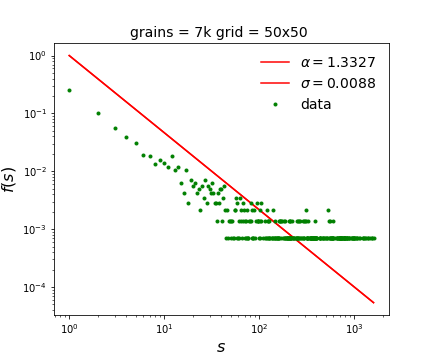 grains = 7k grid = 50x50
α = 1.3327
σ = 0.0088
data
f(s)
10⁰
10⁻¹
10⁻²
10⁻³
10⁻⁴
10⁰ 10¹ 10² 10³
s